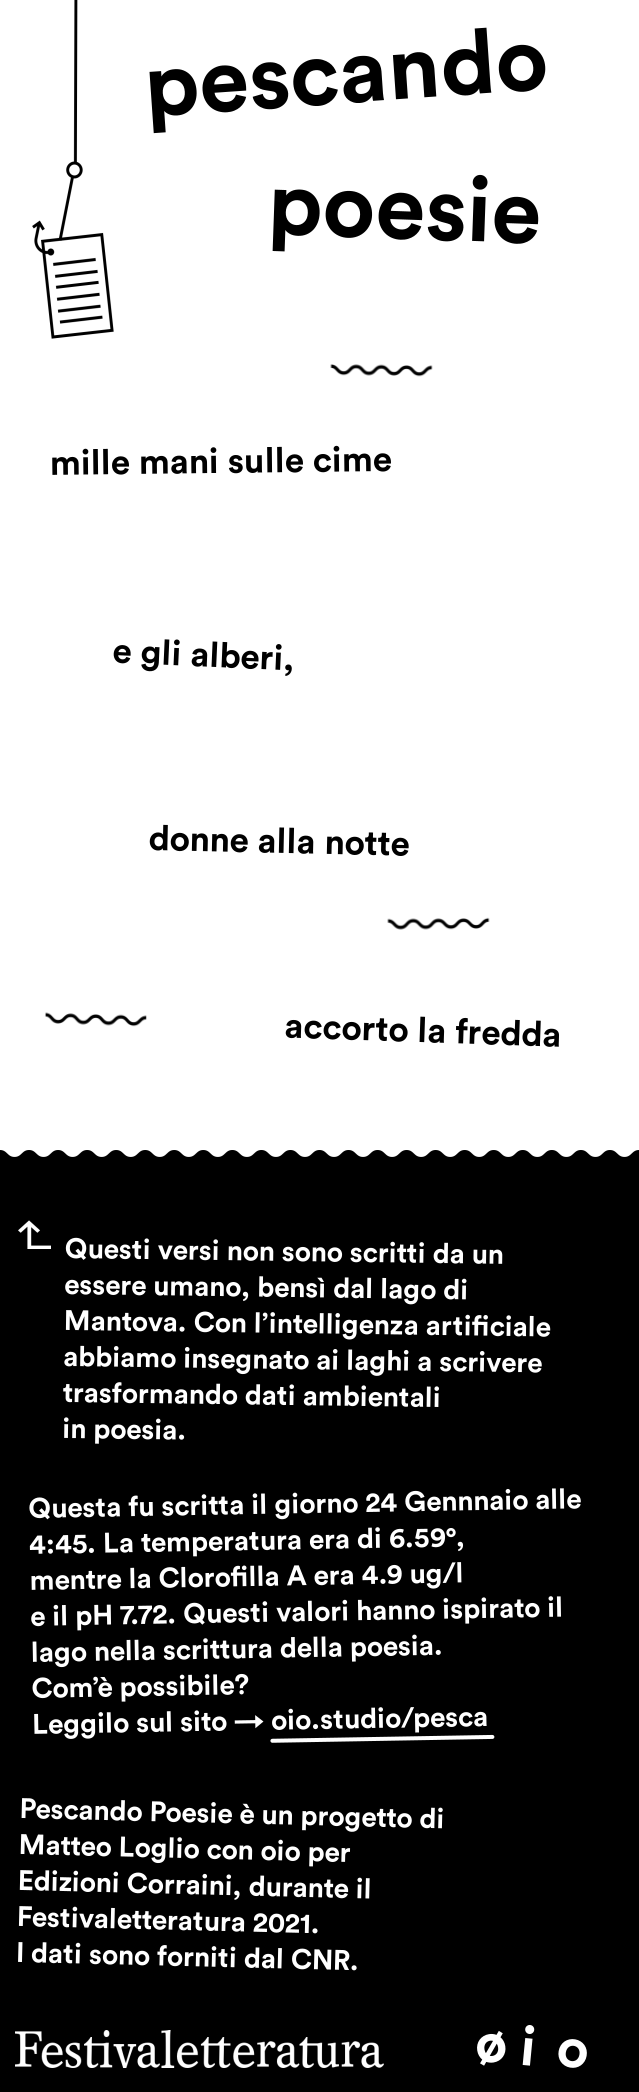 pescando
poesie
mille mani sulle cime
e gli alberi,
donne alla notte
accorto la fredda
Questi versi non sono scritti da un
essere umano, bensì dal lago di
Mantova. Con l’intelligenza artificiale
abbiamo insegnato ai laghi a scrivere
trasformando dati ambientali
in poesia.
Questa fu scritta il giorno 24 Gennnaio alle
4:45. La temperatura era di 6.59°,
mentre la Clorofilla A era 4.9 ug/l
e il pH 7.72. Questi valori hanno ispirato il
lago nella scrittura della poesia.
Com’è possibile?
Leggilo sul sito → oio.studio/pesca
Pescando Poesie è un progetto di
Matteo Loglio con oio per
Edizioni Corraini, durante il
Festivaletteratura 2021.
I dati sono forniti dal CNR.
Festivaletteratura øio